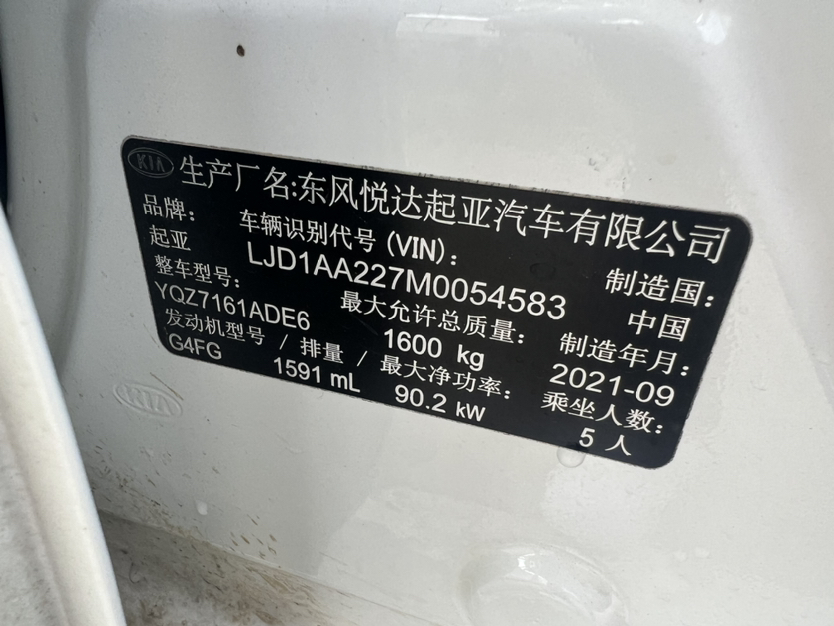 KIA 生产厂名:东风悦达起亚汽车有限公司
品牌: 车辆识别代号 (VIN): 制造国:
起亚 LJD1AA227M0054583 中国
整车型号: 最大允许总质量: 制造年月:
YQZ7161ADE6 1600 kg 2021-09
发动机型号 / 排量 / 最大净功率: 乘坐人数:
G4FG 1591 mL 90.2 kW 5 人
KIA